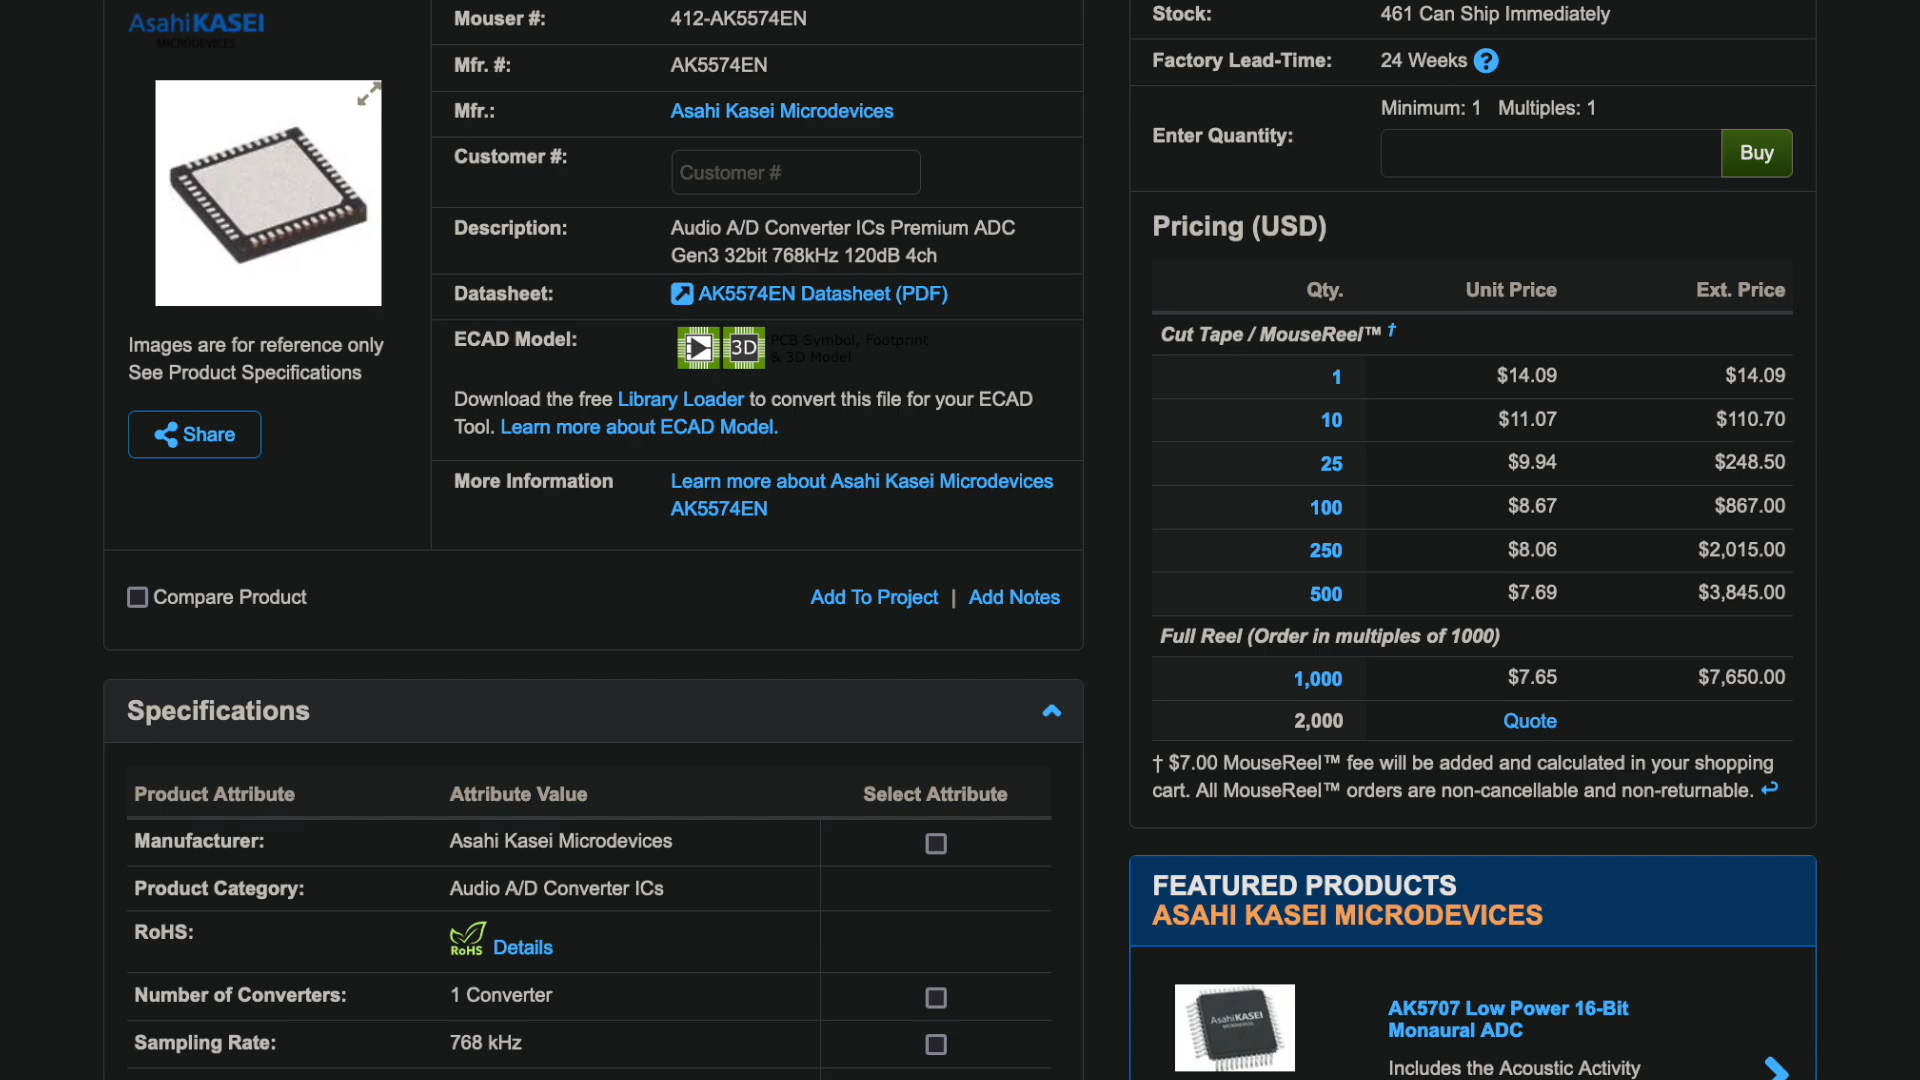 AsahiKASEI
MICRODEVICES
Images are for reference only
See Product Specifications
Share
Mouser #: 412-AK5574EN
Mfr. #: AK5574EN
Mfr.: Asahi Kasei Microdevices
Customer #: Customer #
Description: Audio A/D Converter ICs Premium ADC
Gen3 32bit 768kHz 120dB 4ch
Datasheet: AK5574EN Datasheet (PDF)
ECAD Model: 3D PCB Symbol, Footprint
& 3D Model
Download the free Library Loader to convert this file for your ECAD
Tool. Learn more about ECAD Model.
More Information Learn more about Asahi Kasei Microdevices
AK5574EN
Compare Product Add To Project | Add Notes
Specifications
Product Attribute Attribute Value Select Attribute
Manufacturer: Asahi Kasei Microdevices
Product Category: Audio A/D Converter ICs
RoHS: RoHS Details
Number of Converters: 1 Converter
Sampling Rate: 768 kHz
Stock: 461 Can Ship Immediately
Factory Lead-Time: 24 Weeks ?
Minimum: 1 Multiples: 1
Enter Quantity: Buy
Pricing (USD)
Qty. Unit Price Ext. Price
Cut Tape / MouseReel™ †
1 $14.09 $14.09
10 $11.07 $110.70
25 $9.94 $248.50
100 $8.67 $867.00
250 $8.06 $2,015.00
500 $7.69 $3,845.00
Full Reel (Order in multiples of 1000)
1,000 $7.65 $7,650.00
2,000 Quote
† $7.00 MouseReel™ fee will be added and calculated in your shopping
cart. All MouseReel™ orders are non-cancellable and non-returnable.
FEATURED PRODUCTS
ASAHI KASEI MICRODEVICES
AsahiKASEI
MICRODEVICES
AK5707 Low Power 16-Bit
Monaural ADC
Includes the Acoustic Activity